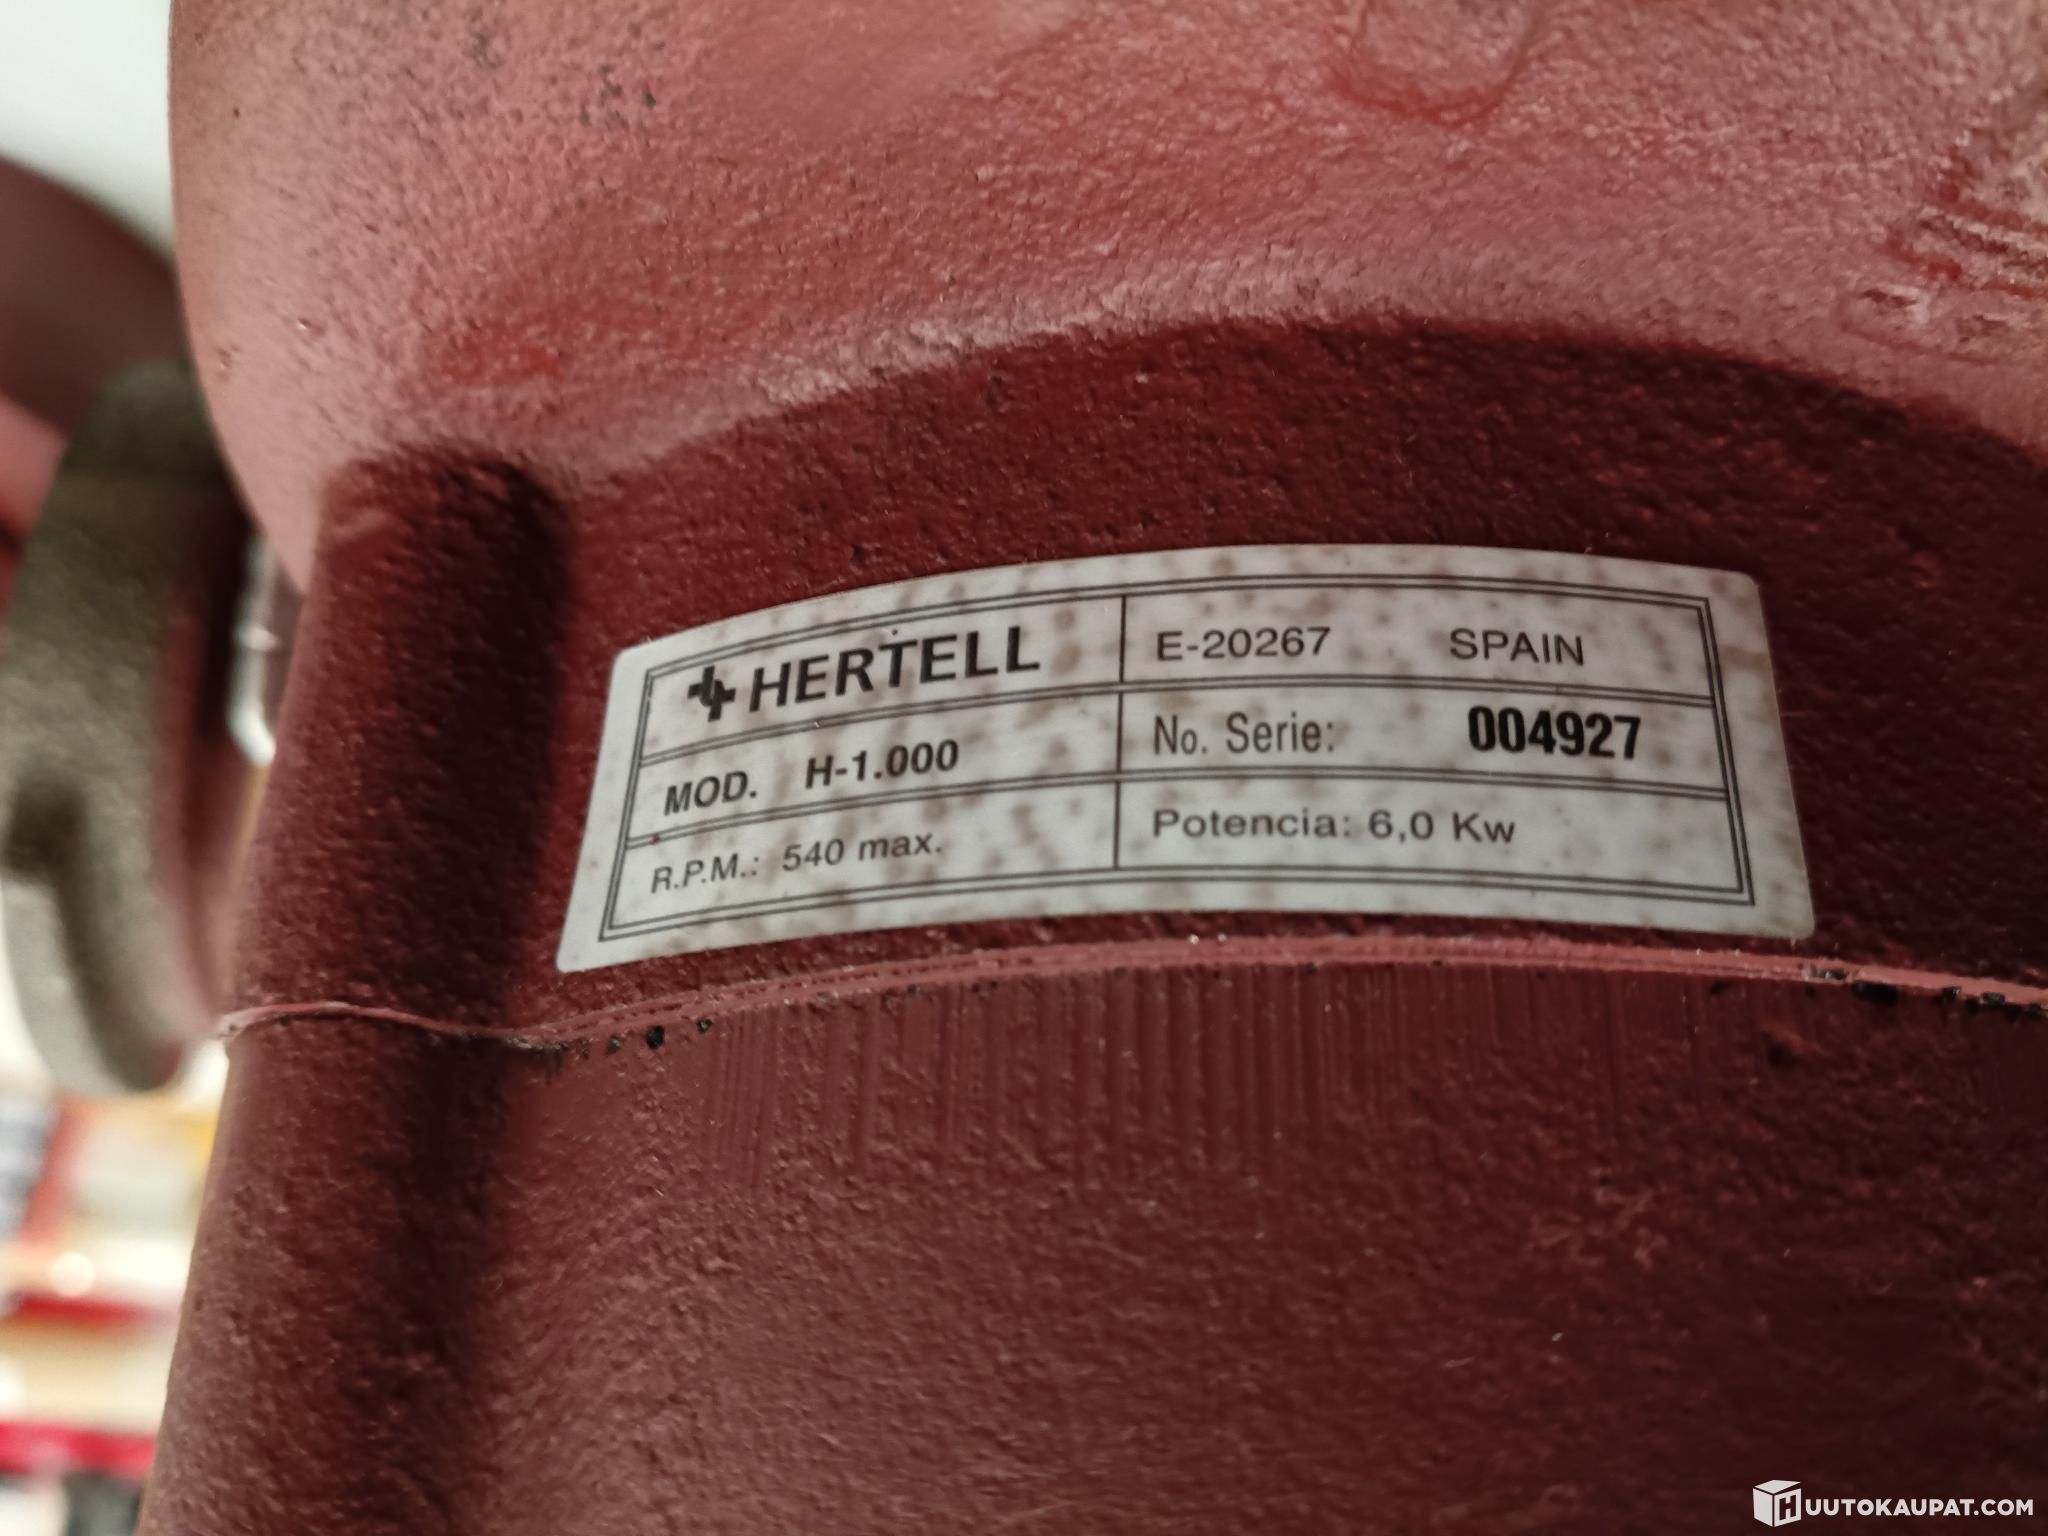 HERTELL
E-20267 SPAIN
MOD. H-1.000
No. Serie: 004927
R.P.M.: 540 max.
Potencia: 6,0 Kw
HUUTOKAUPAT.COM